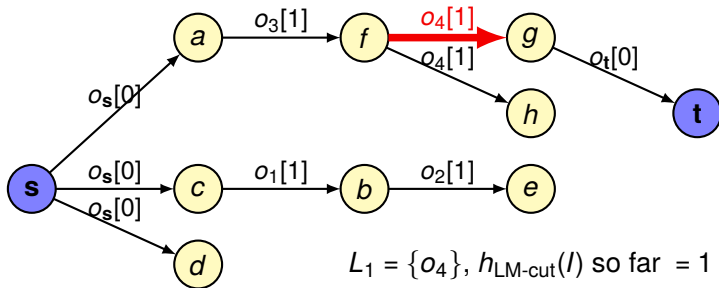 a o₃[1] f o₄[1] g
oₛ[0] o₄[1] oₜ[0]
h t
s oₛ[0] c o₁[1] b o₂[1] e
oₛ[0]
d
L₁ = {o₄}, h_LM-cut(I) so far = 1